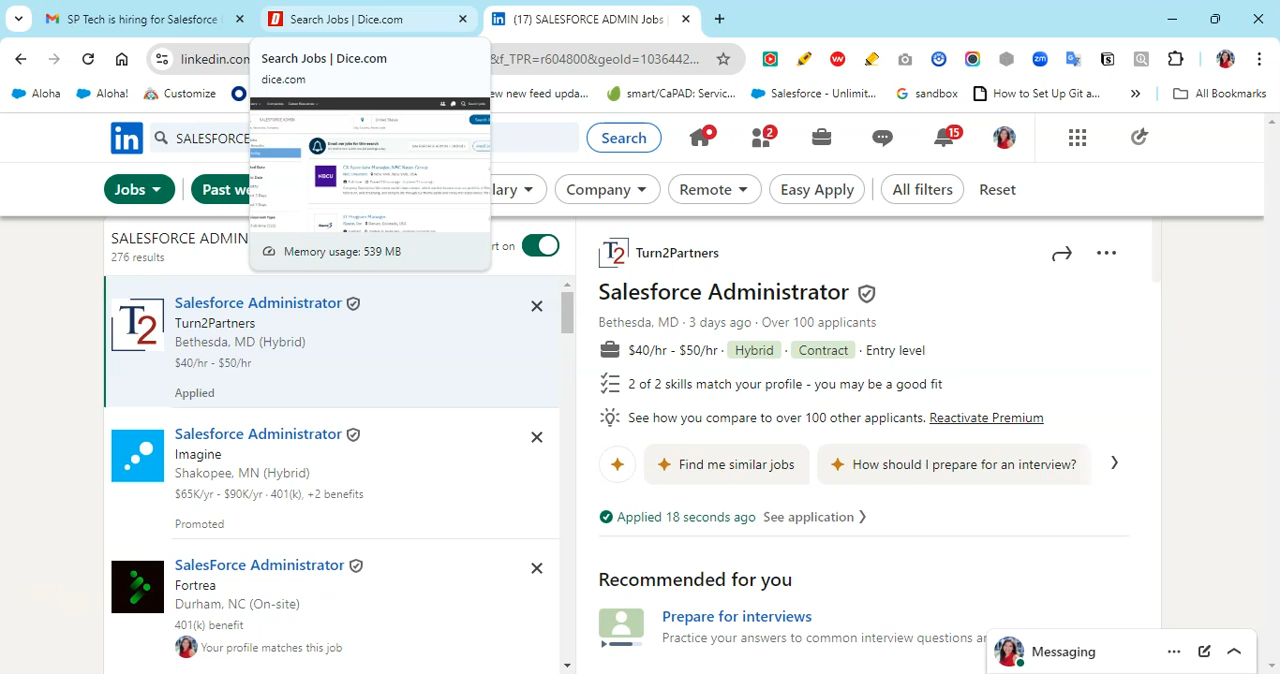 SP Tech is hiring for Salesforce
Search Jobs | Dice.com
(17) SALESFORCE ADMIN Jobs |
linkedin.com
&f_TPR=r604800&geoId=1036442...
Search Jobs | Dice.com
dice.com
Aloha
Aloha!
Customize
new feed upda...
smart/CaPAD: Servic...
Salesforce - Unlimit...
sandbox
How to Set Up Git a...
All Bookmarks
Memory usage: 539 MB
SALESFORCE
Search
2
15
Jobs
Past we
lary
Company
Remote
Easy Apply
All filters
Reset
SALESFORCE ADMIN
276 results
rt on
Salesforce Administrator
Turn2Partners
Bethesda, MD (Hybrid)
$40/hr - $50/hr
Applied
Salesforce Administrator
Imagine
Shakopee, MN (Hybrid)
$65K/yr - $90K/yr · 401(k), +2 benefits
Promoted
SalesForce Administrator
Fortrea
Durham, NC (On-site)
401(k) benefit
Your profile matches this job
T2
Turn2Partners
Salesforce Administrator
Bethesda, MD · 3 days ago · Over 100 applicants
$40/hr - $50/hr · Hybrid · Contract · Entry level
2 of 2 skills match your profile - you may be a good fit
See how you compare to over 100 other applicants. Reactivate Premium
Find me similar jobs
How should I prepare for an interview?
Applied 18 seconds ago See application
Recommended for you
Prepare for interviews
Practice your answers to common interview questions a
Messaging